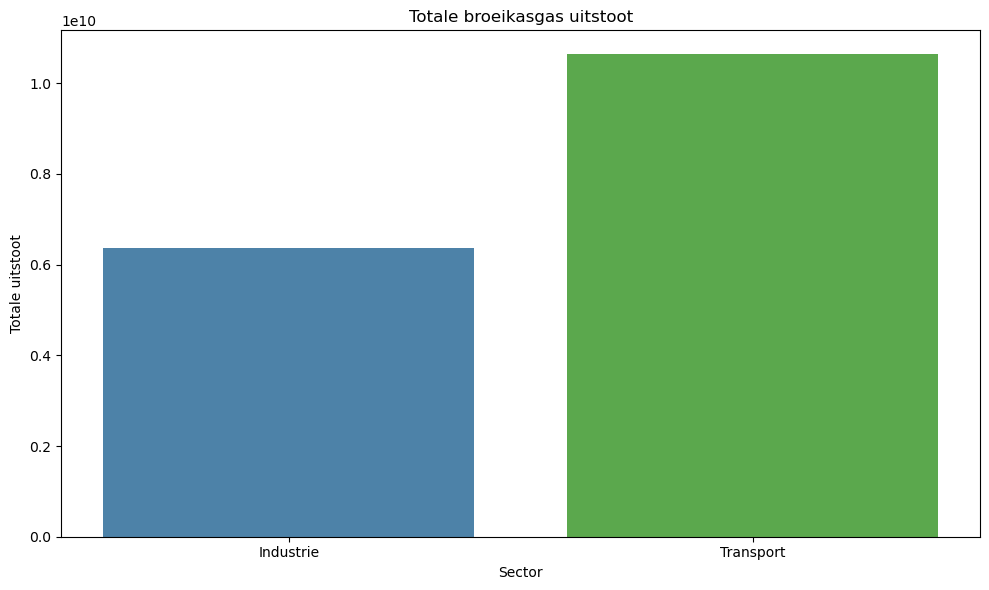 Totale broeikasgas uitstoot
1e10
1.0
0.8
0.6
0.4
0.2
0.0
Totale uitstoot
Industrie
Transport
Sector